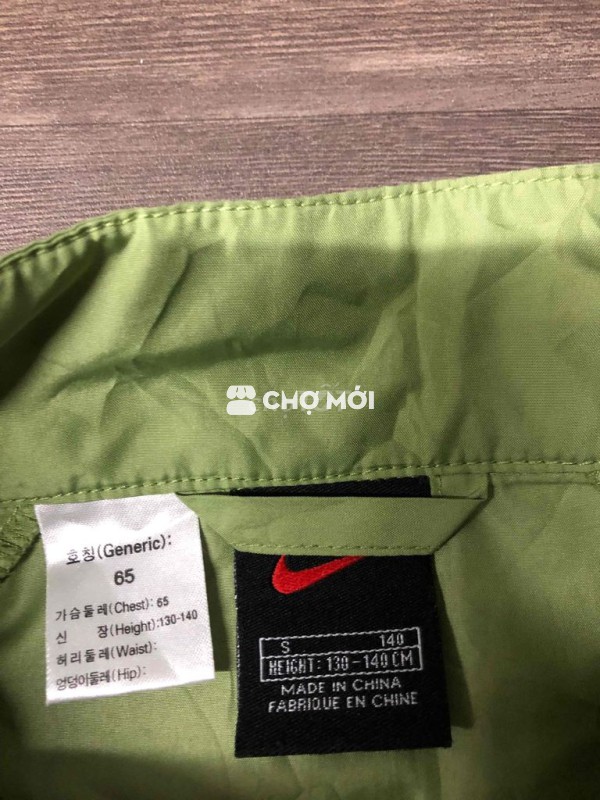 CHỢ MỚI
호칭(Generic):
65
가슴둘레(Chest): 65
신 장(Height):130-140
허리둘레(Waist):
엉덩이둘레(Hip):
S 140
HEIGHT: 130-140CM
MADE IN CHINA
FABRIQUE EN CHINE